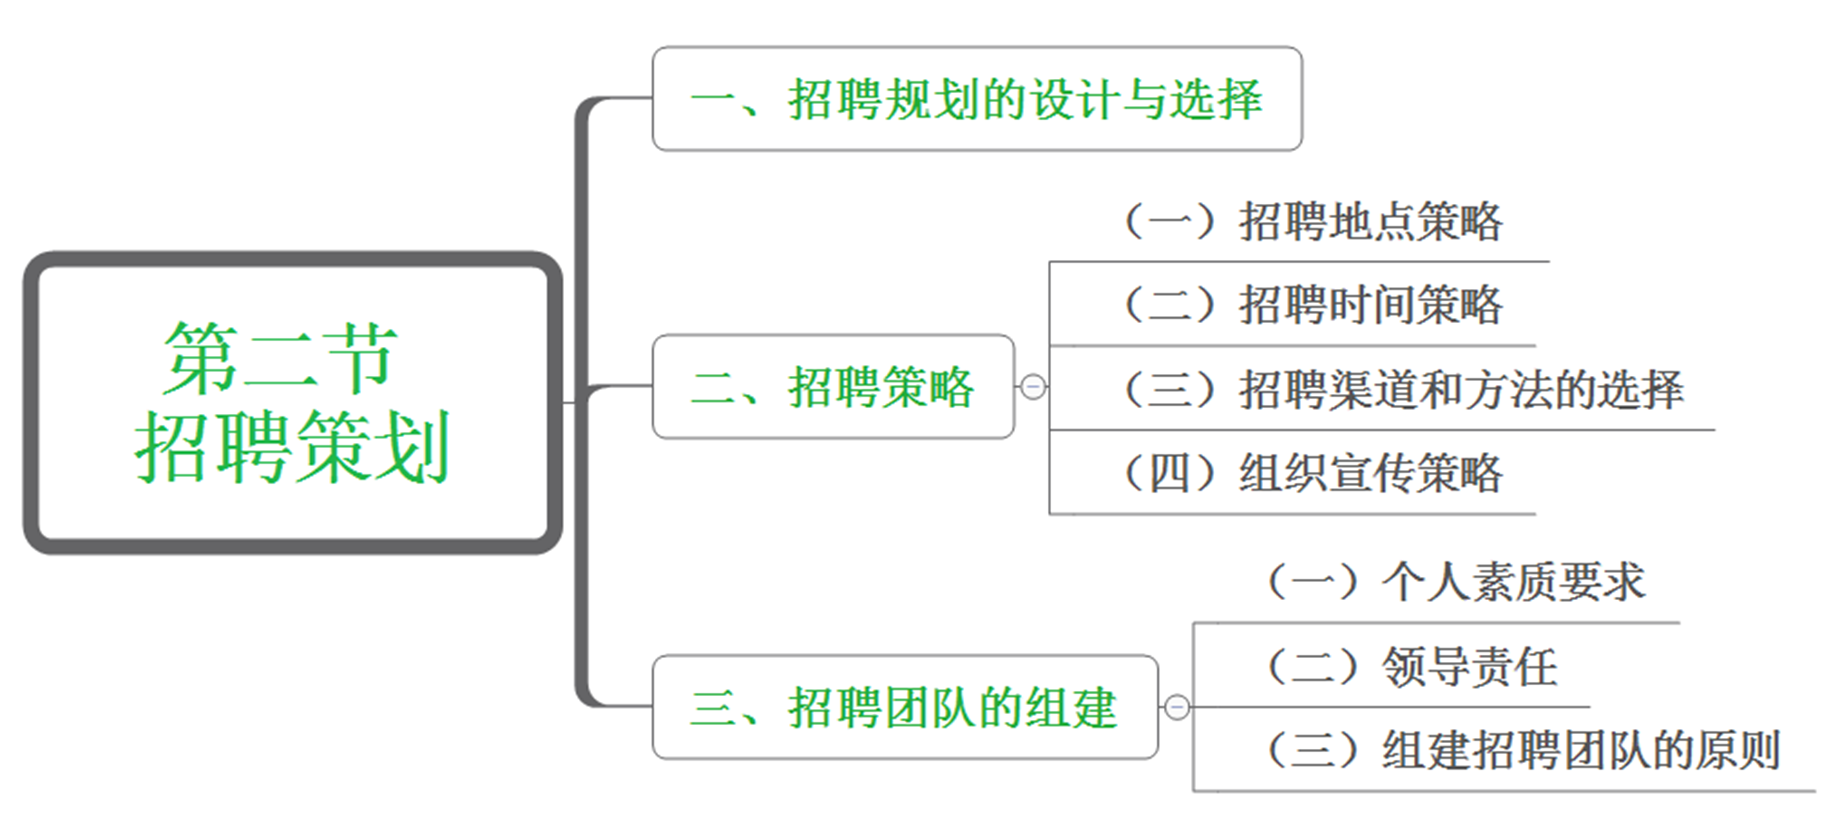 第二节
招聘策划
一、招聘规划的设计与选择
二、招聘策略
（一）招聘地点策略
（二）招聘时间策略
（三）招聘渠道和方法的选择
（四）组织宣传策略
三、招聘团队的组建
（一）个人素质要求
（二）领导责任
（三）组建招聘团队的原则